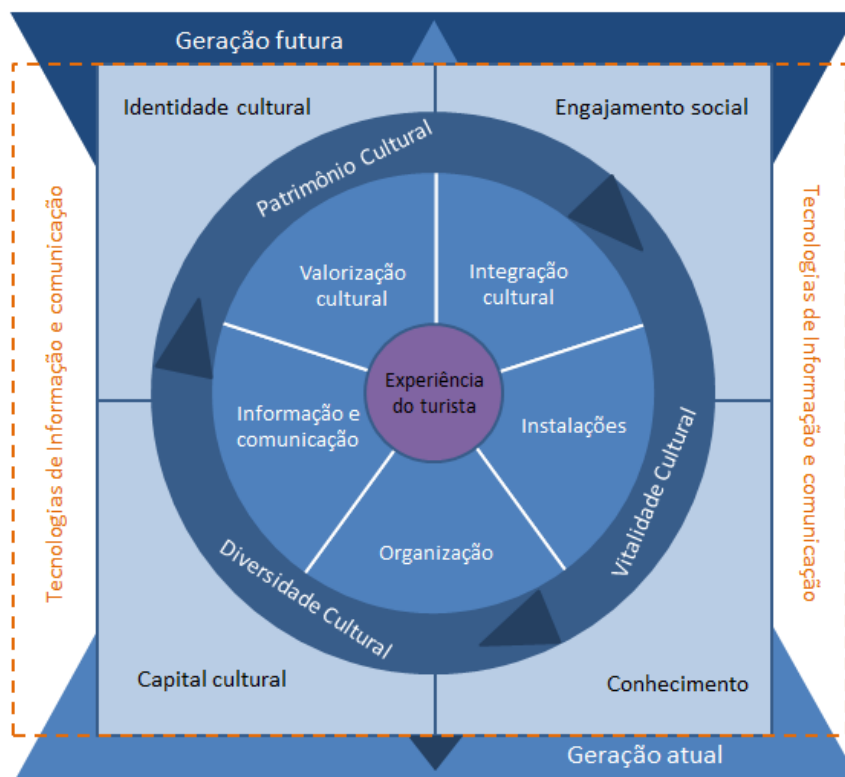 Geração futura
Identidade cultural
Engajamento social
Patrimônio Cultural
Tecnologias de Informação e comunicação
Tecnologias de Informação e comunicação
Valorização
cultural
Integração
cultural
Experiência
do turista
Informação e
comunicação
Instalações
Vitalidade Cultural
Organização
Diversidade Cultural
Capital cultural
Conhecimento
Geração atual